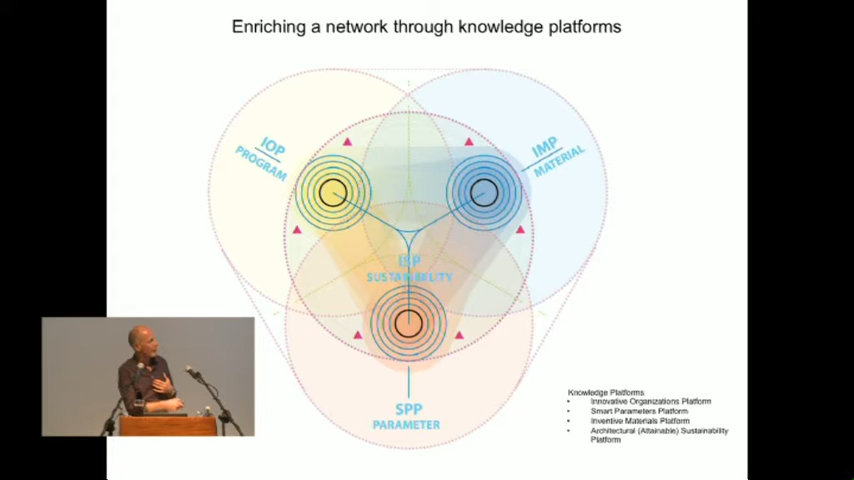 Enriching a network through knowledge platforms
IOP
PROGRAM
IMP
MATERIAL
SUSTAINABILITY
SPP
PARAMETER
Knowledge Platforms
• Innovative Organizations Platform
• Smart Parameters Platform
• Inventive Materials Platform
• Architectural (Attainable) Sustainability
Platform